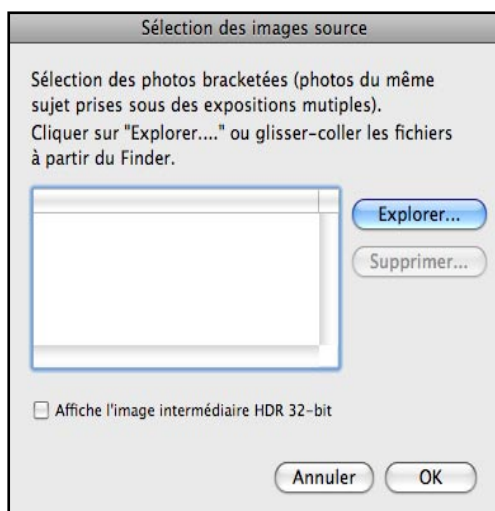 Sélection des images source
Sélection des photos bracketées (photos du même
sujet prises sous des expositions mutiples).
Cliquer sur "Explorer...." ou glisser-coller les fichiers
à partir du Finder.
Explorer...
Supprimer...
Affiche l'image intermédiaire HDR 32-bit
Annuler
OK